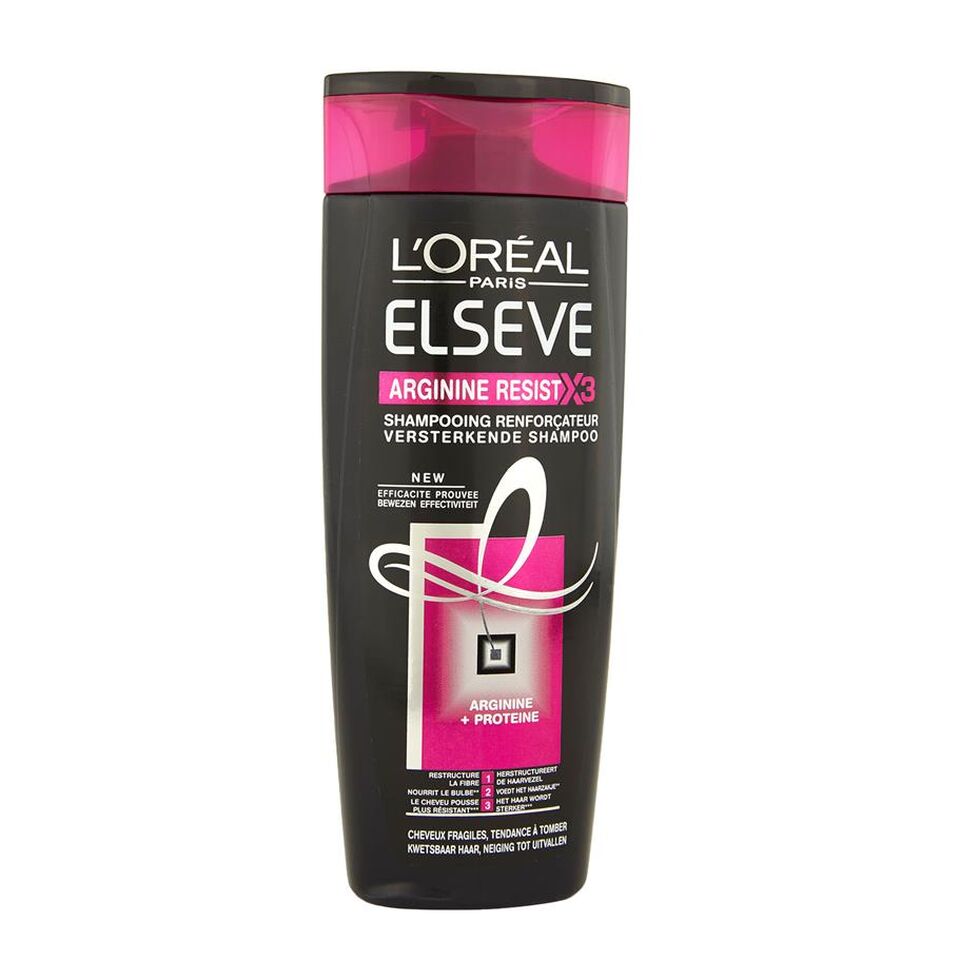 L'ORÉAL
PARIS
ELSEVE
ARGININE RESIST X3
SHAMPOOING RENFORÇATEUR
VERSTERKENDE SHAMPOO
NEW
EFFICACITE PROUVEE
BEWEZEN EFFECTIVITEIT
ARGININE
+ PROTEINE
RESTRUCTURE
LA FIBRE
1
HERSTRUCTUREERT
DE HAARVEZEL
NOURRIT LE BULBE**
2
VOEDT HET HAARZAKJE**
LE CHEVEU POUSSE
PLUS RÉSISTANT***
3
HET HAAR WORDT
STERKER***
CHEVEUX FRAGILES, TENDANCE À TOMBER
KWETSBAAR HAAR, NEIGING TOT UITVALLEN